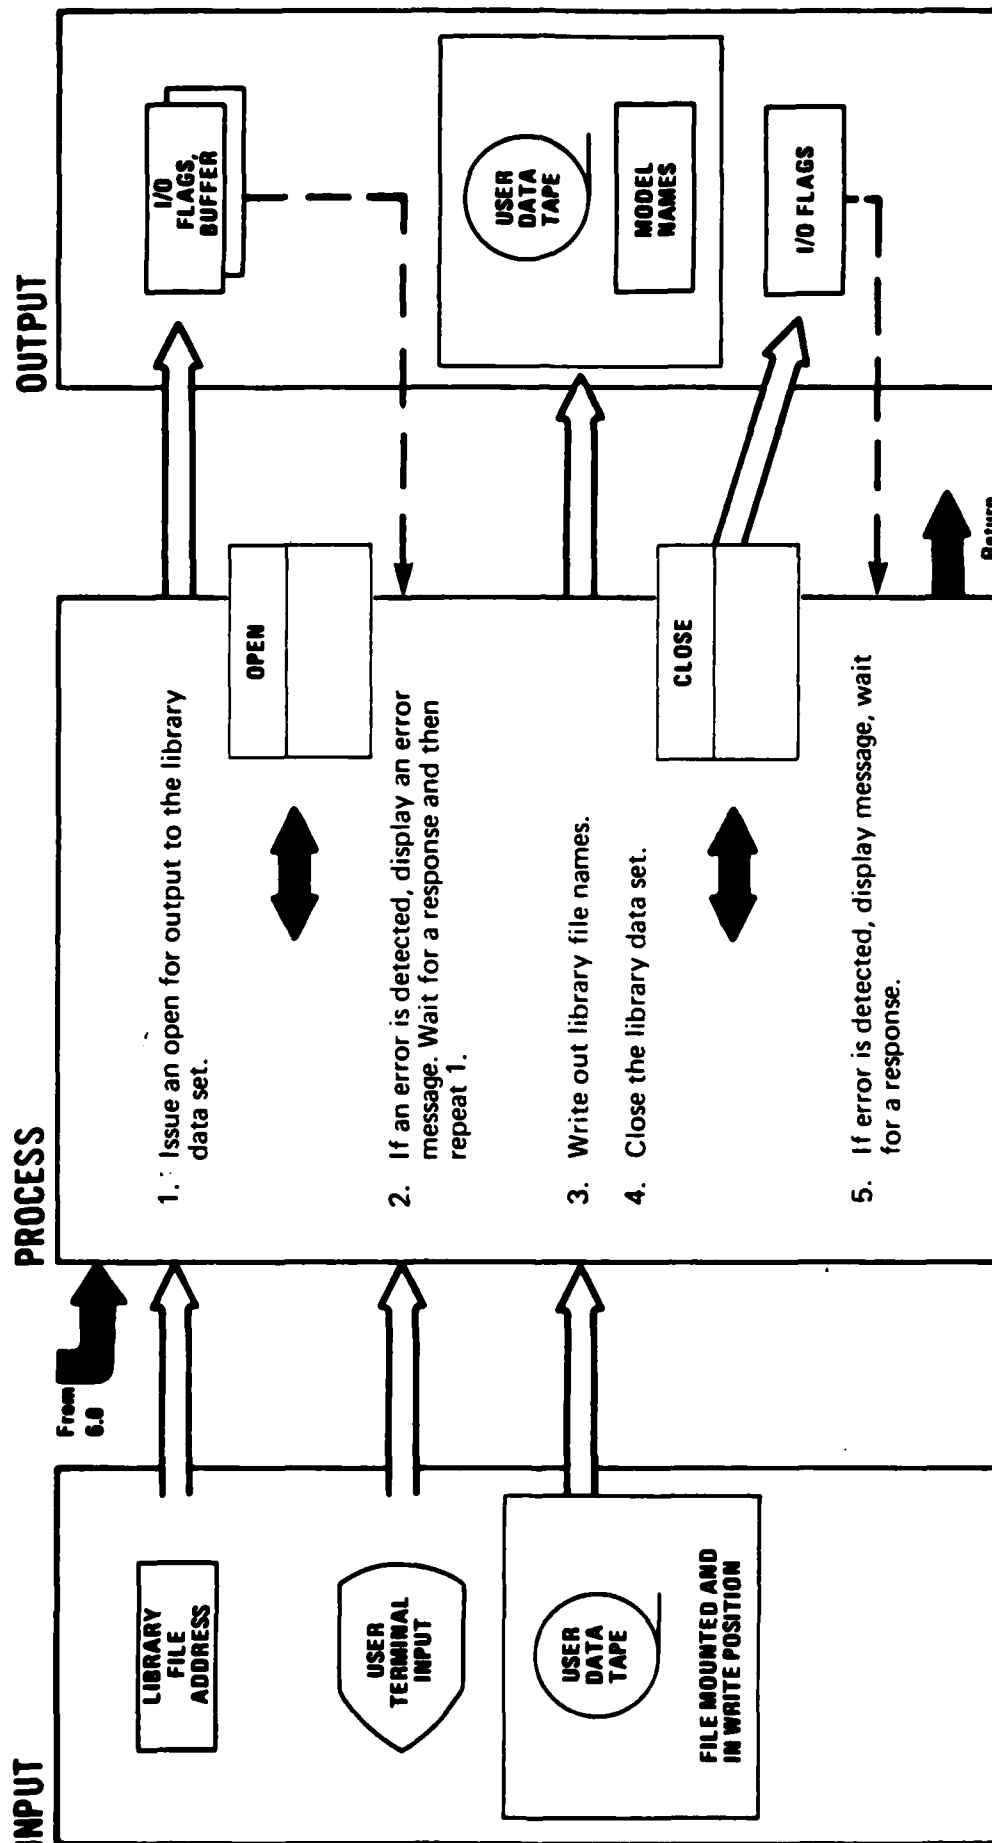 INPUT
LIBRARY
FILE
ADDRESS
USER
TERMINAL
INPUT
USER
DATA
TAPE
FILE MOUNTED AND
IN WRITE POSITION
From
6.0
PROCESS
1. Issue an open for output to the library
data set.
OPEN
2. If an error is detected, display an error
message. Wait for a response and then
repeat 1.
3. Write out library file names.
4. Close the library data set.
CLOSE
5. If error is detected, display message, wait
for a response.
Return
OUTPUT
I/O
FLAGS,
BUFFER
USER
DATA
TAPE
MODEL
NAMES
I/O FLAGS